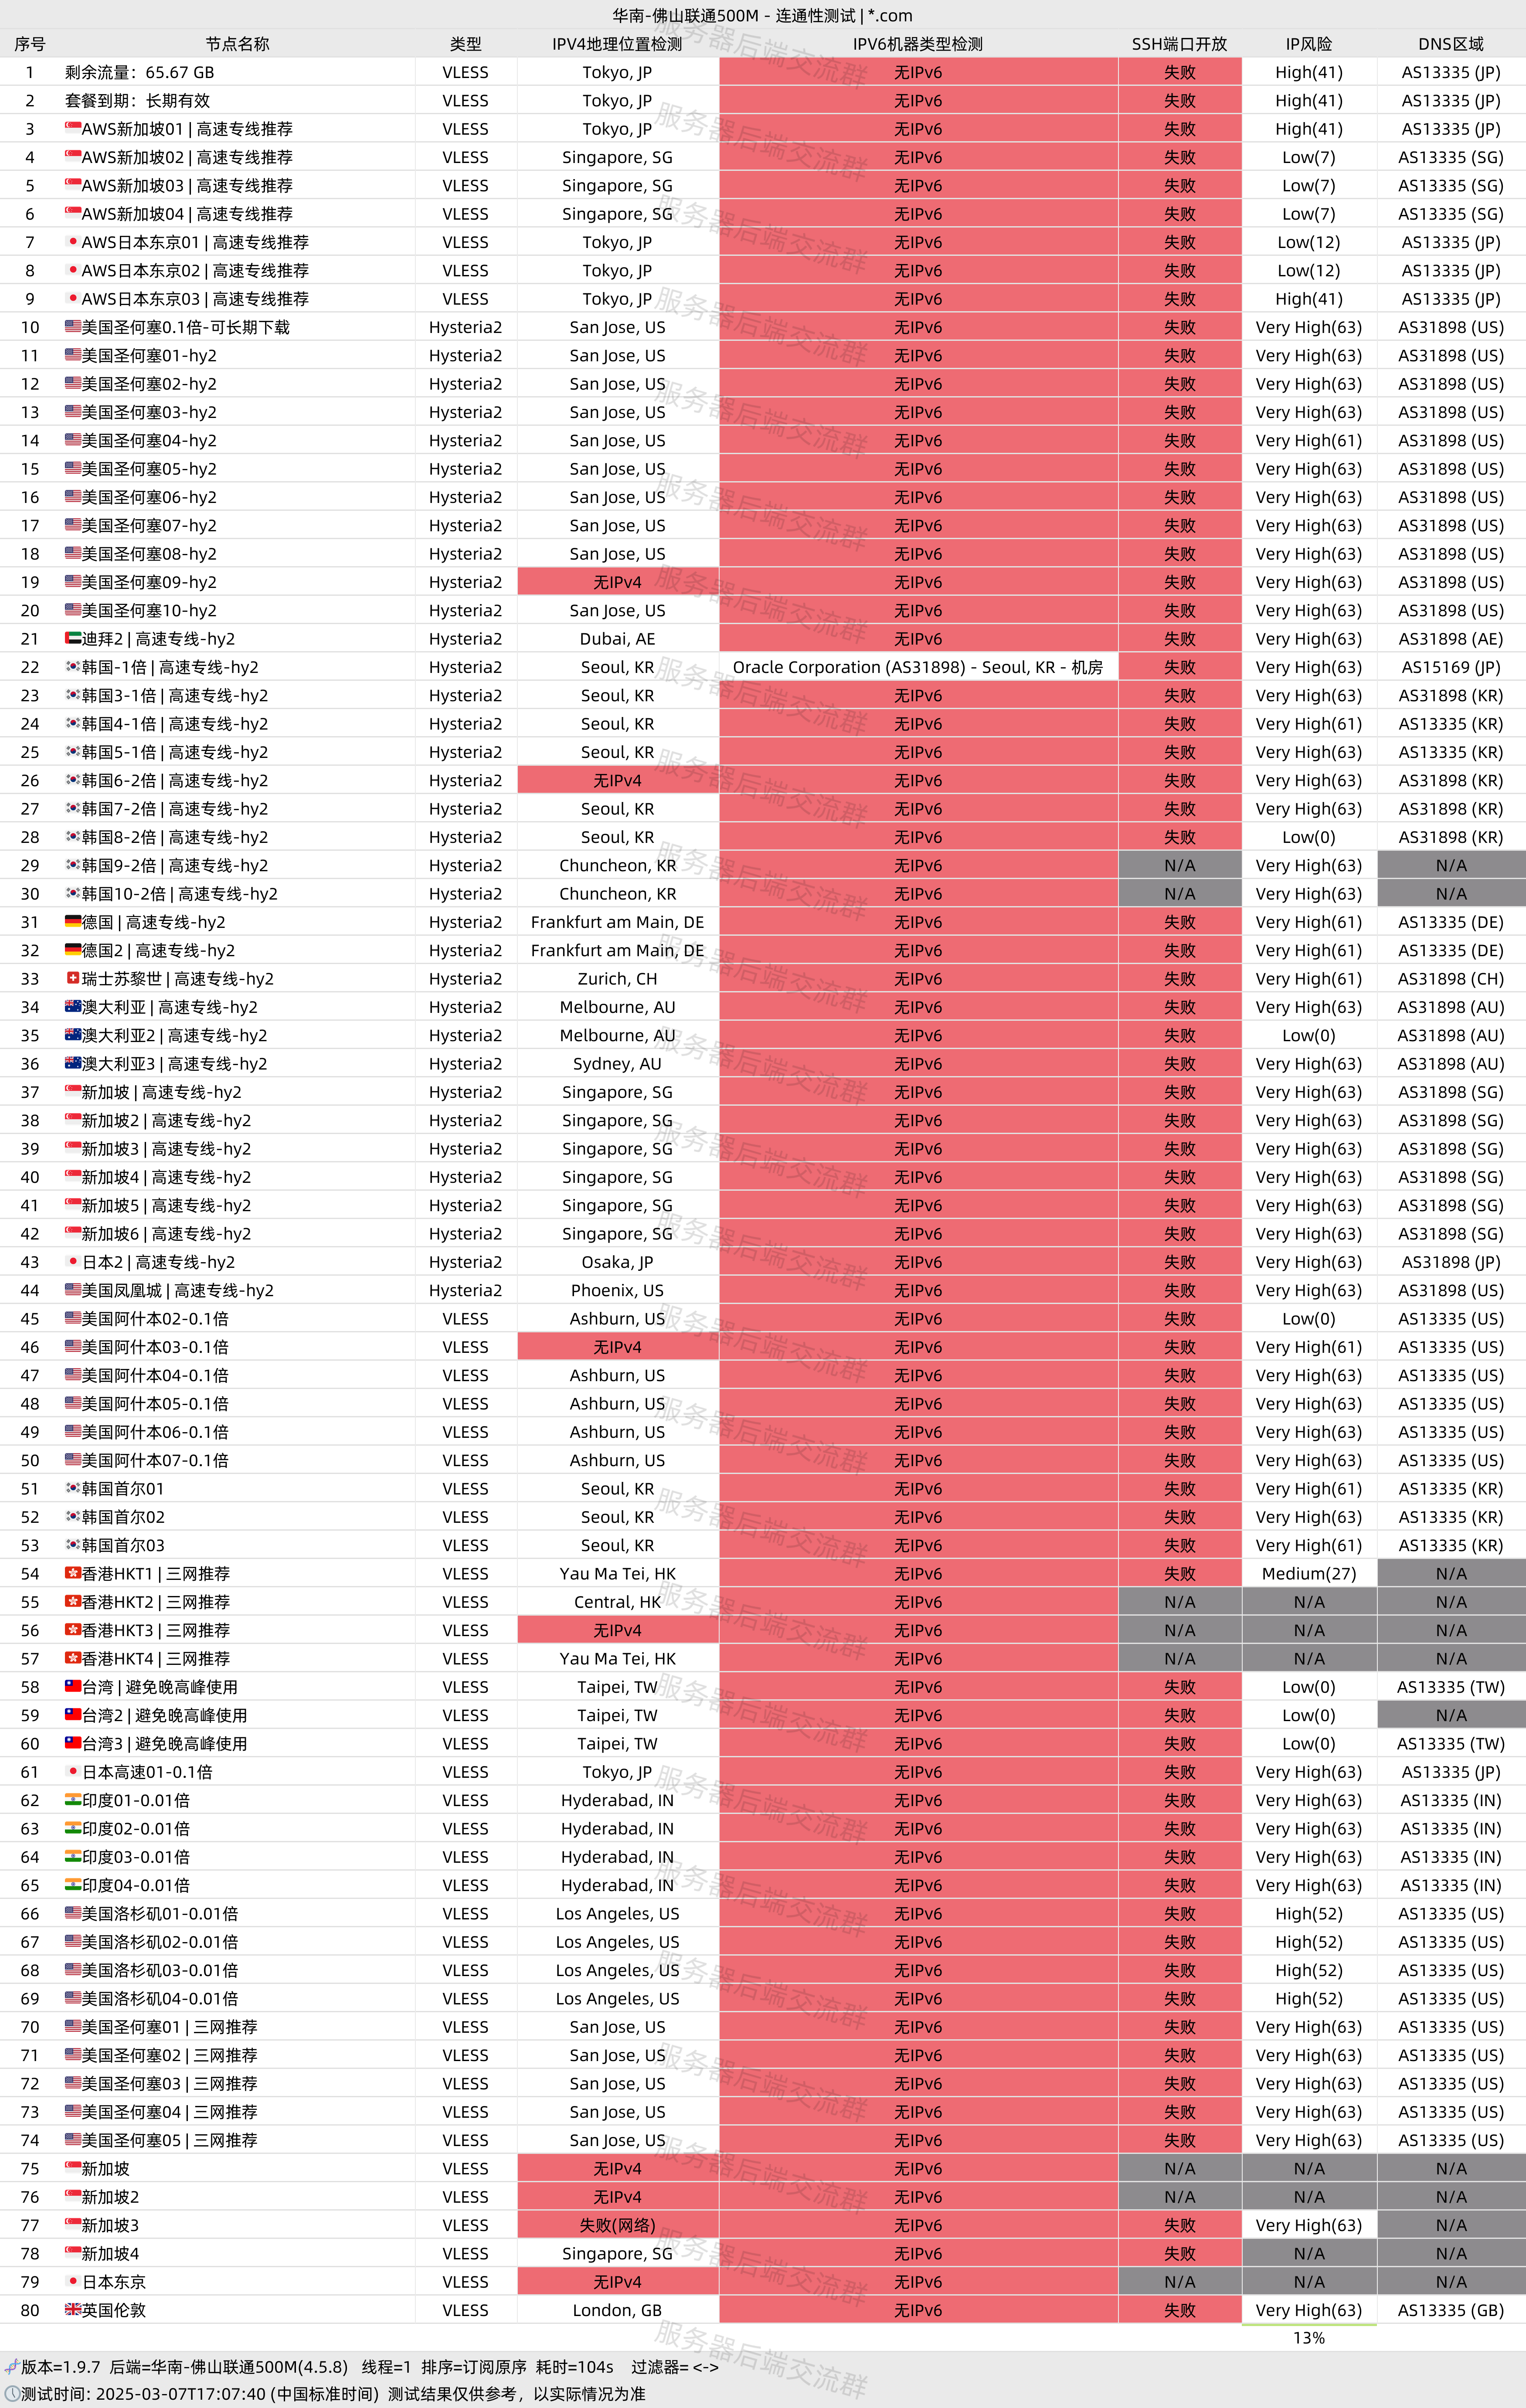 华南-佛山联通500M - 连通性测试 | *.com
序号 节点名称 类型 IPV4地理位置检测 IPV6机器类型检测 SSH端口开放 IP风险 DNS区域
1 剩余流量：65.67 GB VLESS Tokyo, JP 无IPv6 失败 High(41) AS13335 (JP)
2 套餐到期：长期有效 VLESS Tokyo, JP 无IPv6 失败 High(41) AS13335 (JP)
3 AWS新加坡01 | 高速专线推荐 VLESS Tokyo, JP 无IPv6 失败 High(41) AS13335 (JP)
4 AWS新加坡02 | 高速专线推荐 VLESS Singapore, SG 无IPv6 失败 Low(7) AS13335 (SG)
5 AWS新加坡03 | 高速专线推荐 VLESS Singapore, SG 无IPv6 失败 Low(7) AS13335 (SG)
6 AWS新加坡04 | 高速专线推荐 VLESS Singapore, SG 无IPv6 失败 Low(7) AS13335 (SG)
7 AWS日本东京01 | 高速专线推荐 VLESS Tokyo, JP 无IPv6 失败 Low(12) AS13335 (JP)
8 AWS日本东京02 | 高速专线推荐 VLESS Tokyo, JP 无IPv6 失败 Low(12) AS13335 (JP)
9 AWS日本东京03 | 高速专线推荐 VLESS Tokyo, JP 无IPv6 失败 High(41) AS13335 (JP)
10 美国圣何塞0.1倍-可长期下载 Hysteria2 San Jose, US 无IPv6 失败 Very High(63) AS31898 (US)
11 美国圣何塞01-hy2 Hysteria2 San Jose, US 无IPv6 失败 Very High(63) AS31898 (US)
12 美国圣何塞02-hy2 Hysteria2 San Jose, US 无IPv6 失败 Very High(63) AS31898 (US)
13 美国圣何塞03-hy2 Hysteria2 San Jose, US 无IPv6 失败 Very High(63) AS31898 (US)
14 美国圣何塞04-hy2 Hysteria2 San Jose, US 无IPv6 失败 Very High(61) AS31898 (US)
15 美国圣何塞05-hy2 Hysteria2 San Jose, US 无IPv6 失败 Very High(63) AS31898 (US)
16 美国圣何塞06-hy2 Hysteria2 San Jose, US 无IPv6 失败 Very High(63) AS31898 (US)
17 美国圣何塞07-hy2 Hysteria2 San Jose, US 无IPv6 失败 Very High(63) AS31898 (US)
18 美国圣何塞08-hy2 Hysteria2 San Jose, US 无IPv6 失败 Very High(63) AS31898 (US)
19 美国圣何塞09-hy2 Hysteria2 无IPv4 无IPv6 失败 Very High(63) AS31898 (US)
20 美国圣何塞10-hy2 Hysteria2 San Jose, US 无IPv6 失败 Very High(63) AS31898 (US)
21 迪拜2 | 高速专线-hy2 Hysteria2 Dubai, AE 无IPv6 失败 Very High(63) AS31898 (AE)
22 韩国-1倍 | 高速专线-hy2 Hysteria2 Seoul, KR Oracle Corporation (AS31898) - Seoul, KR - 机房 失败 Very High(63) AS15169 (JP)
23 韩国3-1倍 | 高速专线-hy2 Hysteria2 Seoul, KR 无IPv6 失败 Very High(63) AS31898 (KR)
24 韩国4-1倍 | 高速专线-hy2 Hysteria2 Seoul, KR 无IPv6 失败 Very High(61) AS13335 (KR)
25 韩国5-1倍 | 高速专线-hy2 Hysteria2 Seoul, KR 无IPv6 失败 Very High(63) AS13335 (KR)
26 韩国6-2倍 | 高速专线-hy2 Hysteria2 无IPv4 无IPv6 失败 Very High(63) AS31898 (KR)
27 韩国7-2倍 | 高速专线-hy2 Hysteria2 Seoul, KR 无IPv6 失败 Very High(63) AS31898 (KR)
28 韩国8-2倍 | 高速专线-hy2 Hysteria2 Seoul, KR 无IPv6 失败 Low(0) AS31898 (KR)
29 韩国9-2倍 | 高速专线-hy2 Hysteria2 Chuncheon, KR 无IPv6 N/A Very High(63) N/A
30 韩国10-2倍 | 高速专线-hy2 Hysteria2 Chuncheon, KR 无IPv6 N/A Very High(63) N/A
31 德国 | 高速专线-hy2 Hysteria2 Frankfurt am Main, DE 无IPv6 失败 Very High(61) AS13335 (DE)
32 德国2 | 高速专线-hy2 Hysteria2 Frankfurt am Main, DE 无IPv6 失败 Very High(61) AS13335 (DE)
33 瑞士苏黎世 | 高速专线-hy2 Hysteria2 Zurich, CH 无IPv6 失败 Very High(61) AS31898 (CH)
34 澳大利亚 | 高速专线-hy2 Hysteria2 Melbourne, AU 无IPv6 失败 Very High(63) AS31898 (AU)
35 澳大利亚2 | 高速专线-hy2 Hysteria2 Melbourne, AU 无IPv6 失败 Low(0) AS31898 (AU)
36 澳大利亚3 | 高速专线-hy2 Hysteria2 Sydney, AU 无IPv6 失败 Very High(63) AS31898 (AU)
37 新加坡 | 高速专线-hy2 Hysteria2 Singapore, SG 无IPv6 失败 Very High(63) AS31898 (SG)
38 新加坡2 | 高速专线-hy2 Hysteria2 Singapore, SG 无IPv6 失败 Very High(63) AS31898 (SG)
39 新加坡3 | 高速专线-hy2 Hysteria2 Singapore, SG 无IPv6 失败 Very High(63) AS31898 (SG)
40 新加坡4 | 高速专线-hy2 Hysteria2 Singapore, SG 无IPv6 失败 Very High(63) AS31898 (SG)
41 新加坡5 | 高速专线-hy2 Hysteria2 Singapore, SG 无IPv6 失败 Very High(63) AS31898 (SG)
42 新加坡6 | 高速专线-hy2 Hysteria2 Singapore, SG 无IPv6 失败 Very High(63) AS31898 (SG)
43 日本2 | 高速专线-hy2 Hysteria2 Osaka, JP 无IPv6 失败 Very High(63) AS31898 (JP)
44 美国凤凰城 | 高速专线-hy2 Hysteria2 Phoenix, US 无IPv6 失败 Very High(63) AS31898 (US)
45 美国阿什本02-0.1倍 VLESS Ashburn, US 无IPv6 失败 Low(0) AS13335 (US)
46 美国阿什本03-0.1倍 VLESS 无IPv4 无IPv6 失败 Very High(61) AS13335 (US)
47 美国阿什本04-0.1倍 VLESS Ashburn, US 无IPv6 失败 Very High(63) AS13335 (US)
48 美国阿什本05-0.1倍 VLESS Ashburn, US 无IPv6 失败 Very High(63) AS13335 (US)
49 美国阿什本06-0.1倍 VLESS Ashburn, US 无IPv6 失败 Very High(63) AS13335 (US)
50 美国阿什本07-0.1倍 VLESS Ashburn, US 无IPv6 失败 Very High(63) AS13335 (US)
51 韩国首尔01 VLESS Seoul, KR 无IPv6 失败 Very High(61) AS13335 (KR)
52 韩国首尔02 VLESS Seoul, KR 无IPv6 失败 Very High(63) AS13335 (KR)
53 韩国首尔03 VLESS Seoul, KR 无IPv6 失败 Very High(61) AS13335 (KR)
54 香港HKT1 | 三网推荐 VLESS Yau Ma Tei, HK 无IPv6 失败 Medium(27) N/A
55 香港HKT2 | 三网推荐 VLESS Central, HK 无IPv6 N/A N/A N/A
56 香港HKT3 | 三网推荐 VLESS 无IPv4 无IPv6 N/A N/A N/A
57 香港HKT4 | 三网推荐 VLESS Yau Ma Tei, HK 无IPv6 N/A N/A N/A
58 台湾 | 避免晚高峰使用 VLESS Taipei, TW 无IPv6 失败 Low(0) AS13335 (TW)
59 台湾2 | 避免晚高峰使用 VLESS Taipei, TW 无IPv6 失败 Low(0) N/A
60 台湾3 | 避免晚高峰使用 VLESS Taipei, TW 无IPv6 失败 Low(0) AS13335 (TW)
61 日本高速01-0.1倍 VLESS Tokyo, JP 无IPv6 失败 Very High(63) AS13335 (JP)
62 印度01-0.01倍 VLESS Hyderabad, IN 无IPv6 失败 Very High(63) AS13335 (IN)
63 印度02-0.01倍 VLESS Hyderabad, IN 无IPv6 失败 Very High(63) AS13335 (IN)
64 印度03-0.01倍 VLESS Hyderabad, IN 无IPv6 失败 Very High(63) AS13335 (IN)
65 印度04-0.01倍 VLESS Hyderabad, IN 无IPv6 失败 Very High(63) AS13335 (IN)
66 美国洛杉矶01-0.01倍 VLESS Los Angeles, US 无IPv6 失败 High(52) AS13335 (US)
67 美国洛杉矶02-0.01倍 VLESS Los Angeles, US 无IPv6 失败 High(52) AS13335 (US)
68 美国洛杉矶03-0.01倍 VLESS Los Angeles, US 无IPv6 失败 High(52) AS13335 (US)
69 美国洛杉矶04-0.01倍 VLESS Los Angeles, US 无IPv6 失败 High(52) AS13335 (US)
70 美国圣何塞01 | 三网推荐 VLESS San Jose, US 无IPv6 失败 Very High(63) AS13335 (US)
71 美国圣何塞02 | 三网推荐 VLESS San Jose, US 无IPv6 失败 Very High(63) AS13335 (US)
72 美国圣何塞03 | 三网推荐 VLESS San Jose, US 无IPv6 失败 Very High(63) AS13335 (US)
73 美国圣何塞04 | 三网推荐 VLESS San Jose, US 无IPv6 失败 Very High(63) AS13335 (US)
74 美国圣何塞05 | 三网推荐 VLESS San Jose, US 无IPv6 失败 Very High(63) AS13335 (US)
75 新加坡 VLESS 无IPv4 无IPv6 N/A N/A N/A
76 新加坡2 VLESS 无IPv4 无IPv6 N/A N/A N/A
77 新加坡3 VLESS 失败(网络) 无IPv6 失败 Very High(63) N/A
78 新加坡4 VLESS Singapore, SG 无IPv6 失败 N/A N/A
79 日本东京 VLESS 无IPv4 无IPv6 N/A N/A N/A
80 英国伦敦 VLESS London, GB 无IPv6 失败 Very High(63) AS13335 (GB)
13%
版本=1.9.7 后端=华南-佛山联通500M(4.5.8) 线程=1 排序=订阅原序 耗时=104s 过滤器= <->
测试时间: 2025-03-07T17:07:40 (中国标准时间) 测试结果仅供参考，以实际情况为准
服务器后端交流群